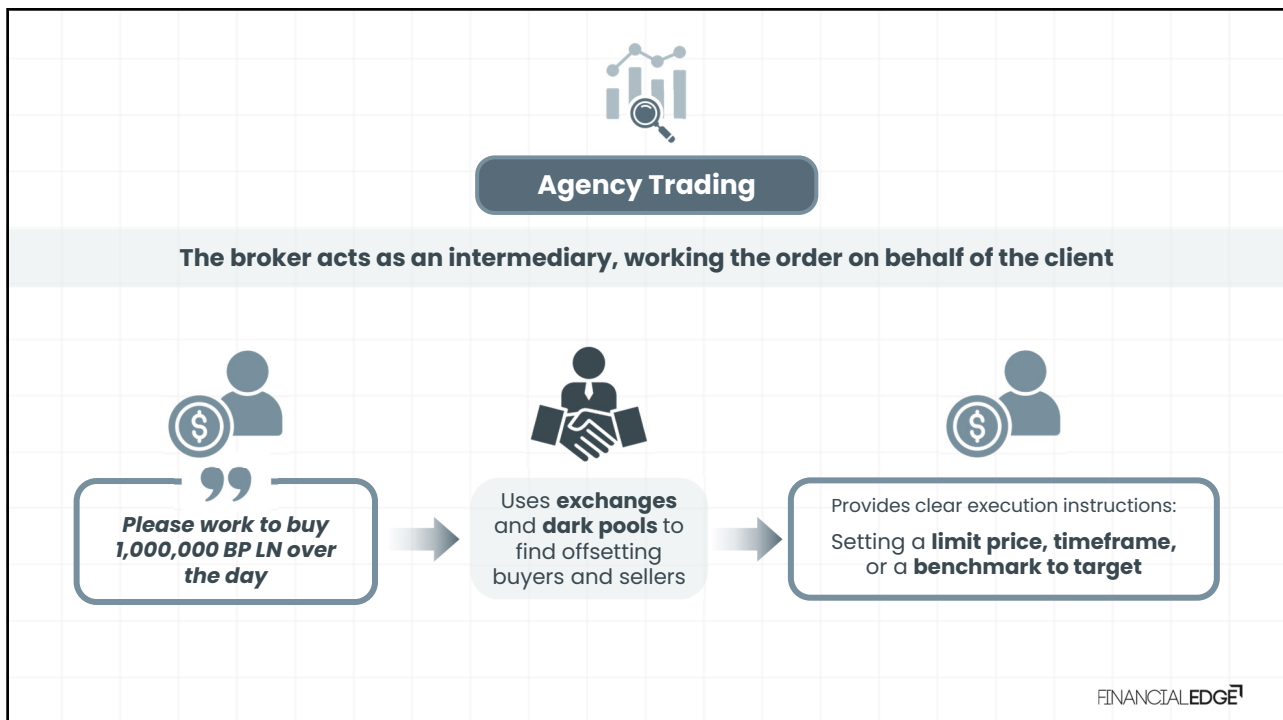 Agency Trading
The broker acts as an intermediary, working the order on behalf of the client
$
”
Please work to buy
1,000,000 BP LN over
the day
Uses exchanges
and dark pools to
find offsetting
buyers and sellers
$
Provides clear execution instructions:
Setting a limit price, timeframe,
or a benchmark to target
FINANCIALEDGE